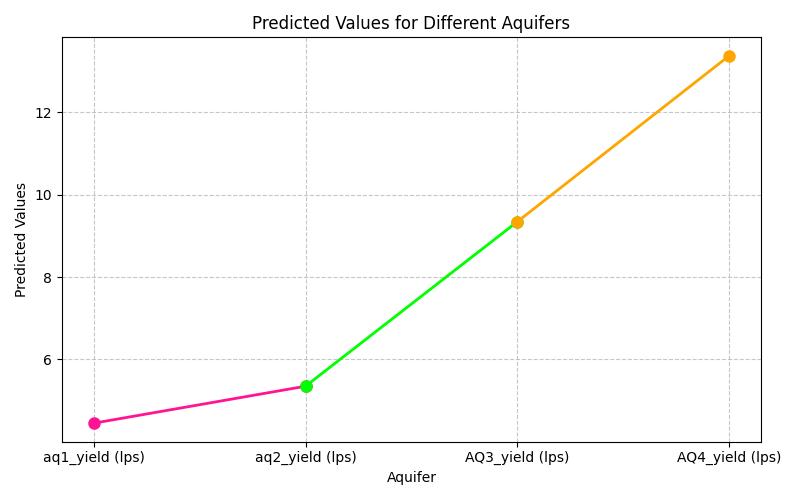 Predicted Values for Different Aquifers
Predicted Values
12
10
8
6
aq1_yield (lps)
aq2_yield (lps)
AQ3_yield (lps)
AQ4_yield (lps)
Aquifer